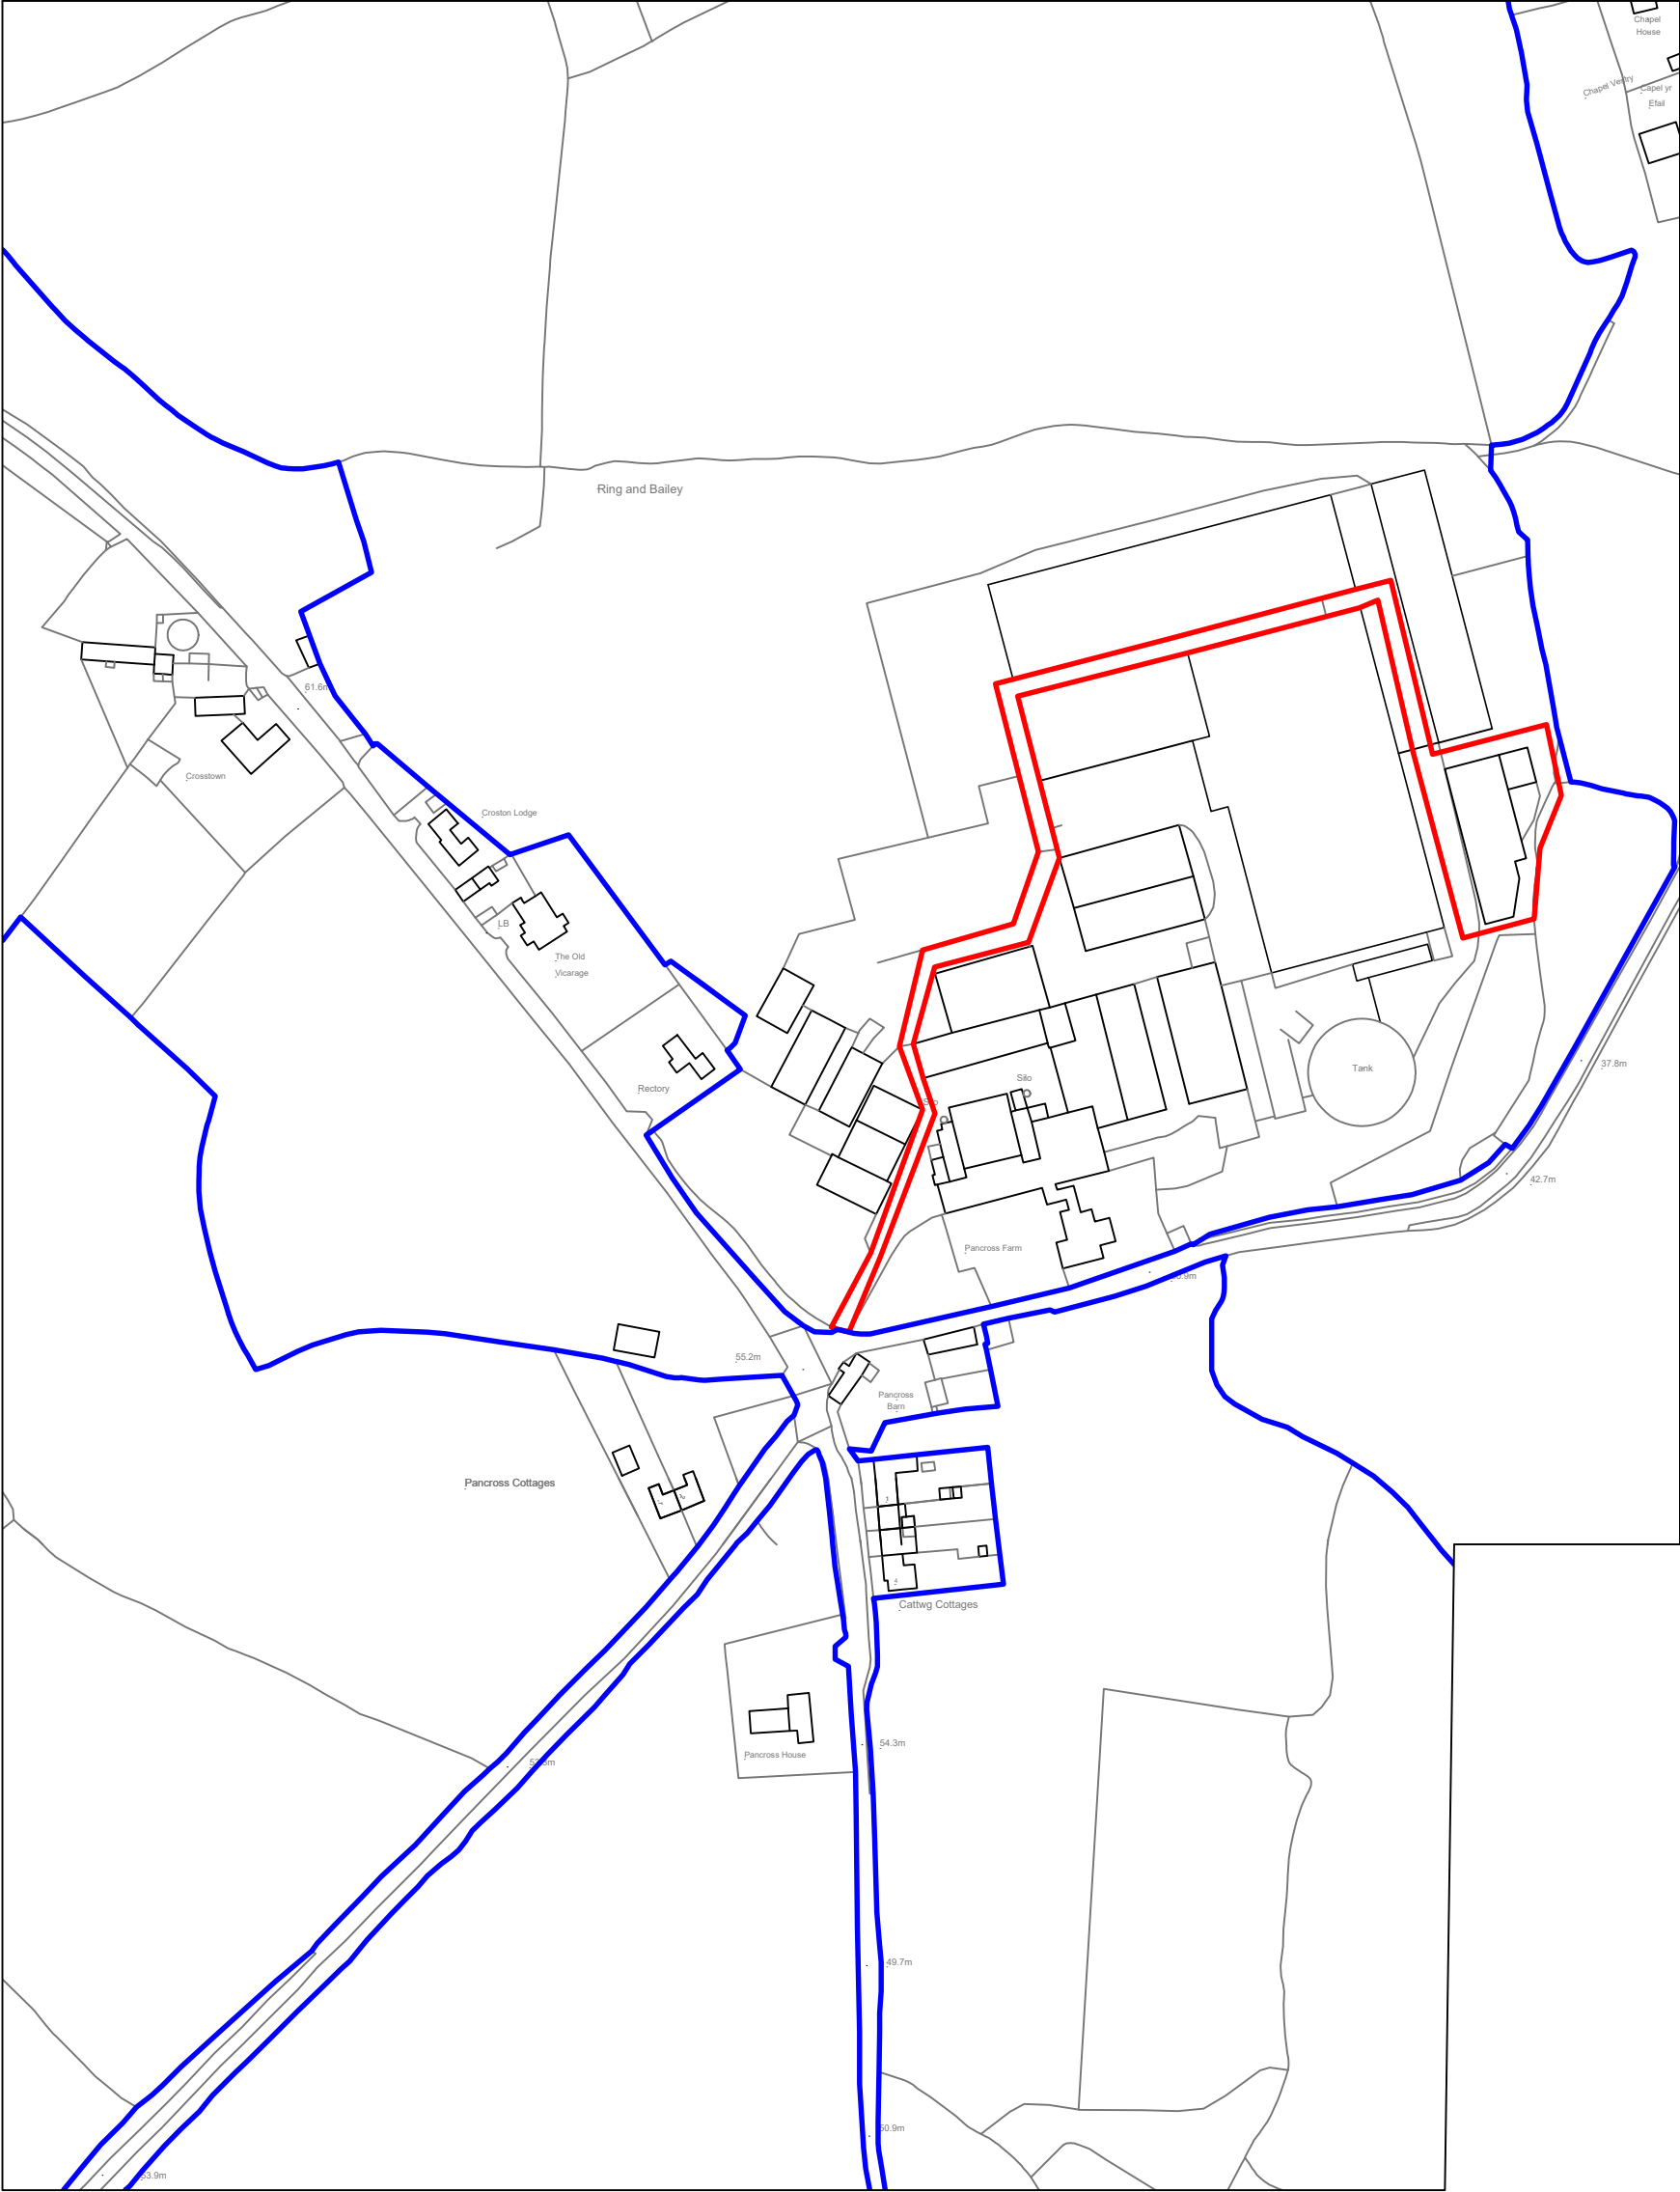 Chapel
House
Chapel Vestry
Capel yr
Efail
Ring and Bailey
61.6m
Crosstown
Croston Lodge
LB
The Old
Vicarage
Rectory
Silo
Tank
37.8m
42.7m
Pancross Farm
55.2m
Pancross
Barn
Pancross Cottages
1
Cattwg Cottages
Pancross House
54.3m
49.7m
50.9m
53.9m